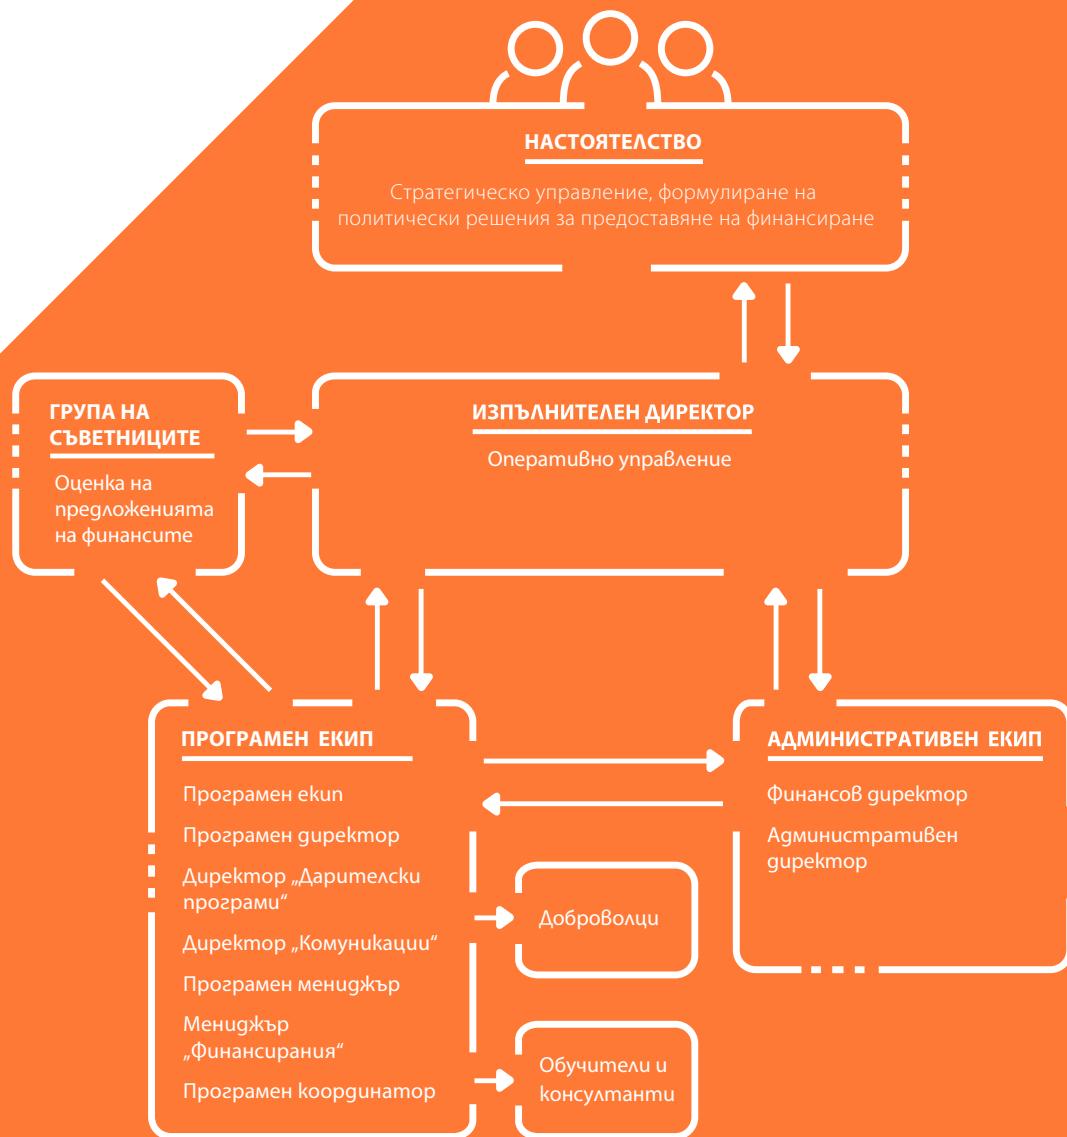 НАСТОЯТЕЛСТВО
Стратегическо управление, формулиране на
политически решения за предоставяне на финансиране
ГРУПА НА
СЪВЕТНИЦИТЕ
Оценка на
предложенията
на финансите
ИЗПЪЛНИТЕЛЕН ДИРЕКТОР
Оперативно управление
ПРОГРАМЕН ЕКИП
Програмен екип
Програмен директор
Директор „Дарителски
програми“
Директор „Комуникации“
Програмен мениджър
Мениджър
„Финансирания“
Програмен координатор
Доброволци
Обучители и
консултанти
АДМИНИСТРАТИВЕН ЕКИП
Финансов директор
Административен
директор